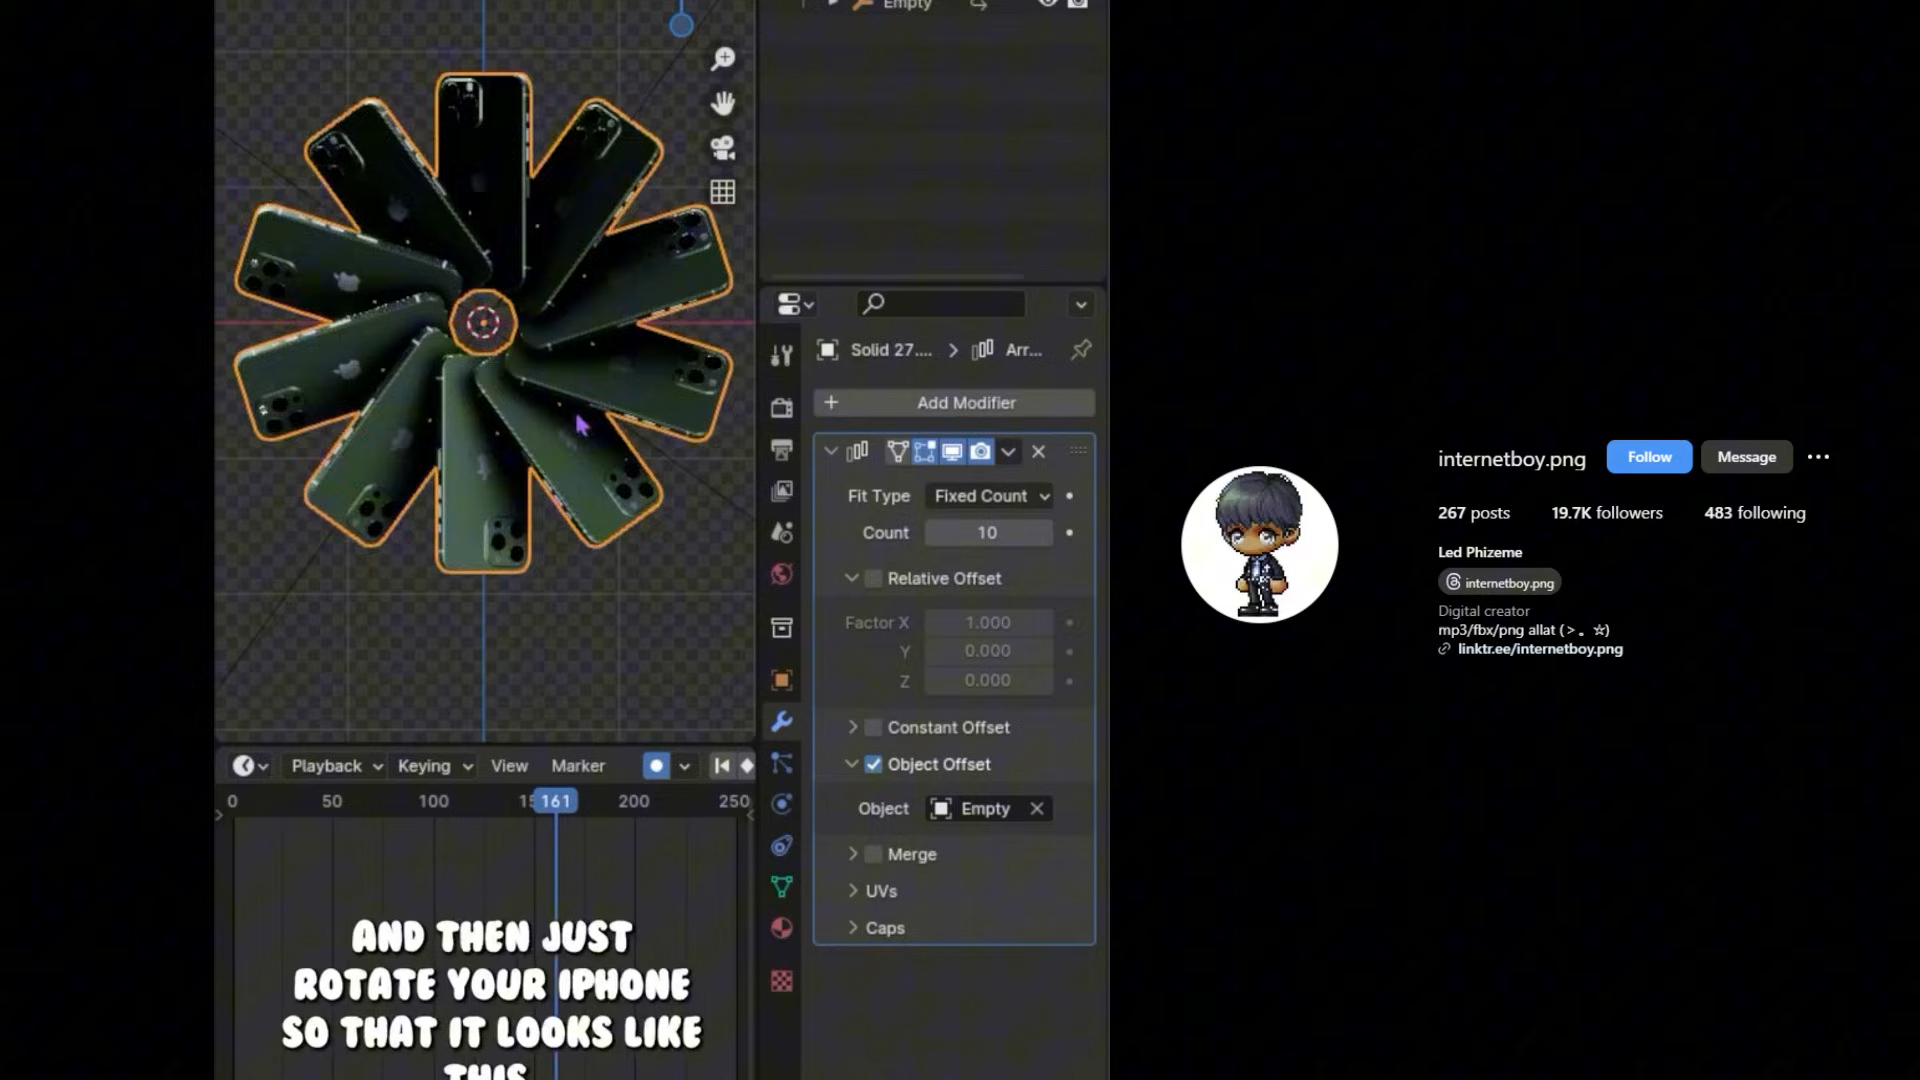 Empty
Solid 27.... > Arr...
Add Modifier
Fit Type Fixed Count
Count 10
Relative Offset
Factor X 1.000
Y 0.000
Z 0.000
Constant Offset
Object Offset
Object Empty
Merge
UVs
Caps
Playback Keying View Marker
0 50 100 15 161 200 250
AND THEN JUST
ROTATE YOUR IPHONE
SO THAT IT LOOKS LIKE
THIS
internetboy.png Follow Message
267 posts 19.7K followers 483 following
Led Phizeme
internetboy.png
Digital creator
mp3/fbx/png allat (>。☆)
linktr.ee/internetboy.png